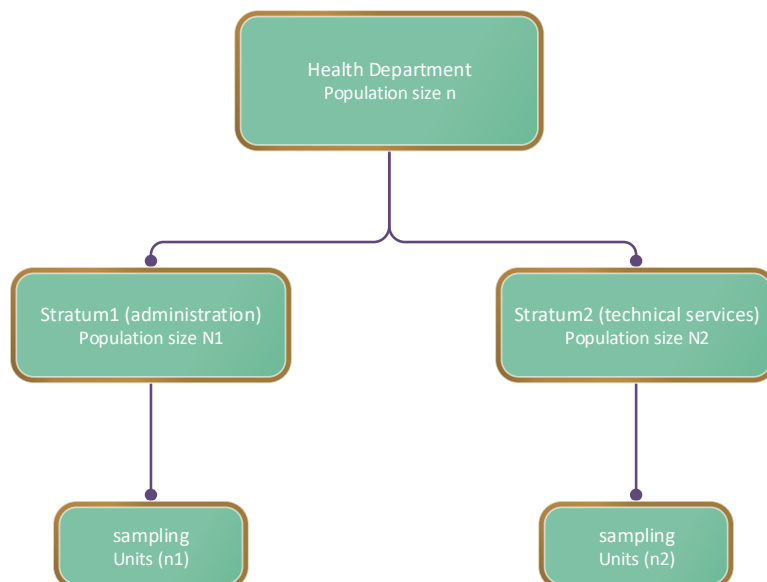 Health Department
Population size n
Stratum1 (administration)
Population size N1
Stratum2 (technical services)
Population size N2
sampling
Units (n1)
sampling
Units (n2)